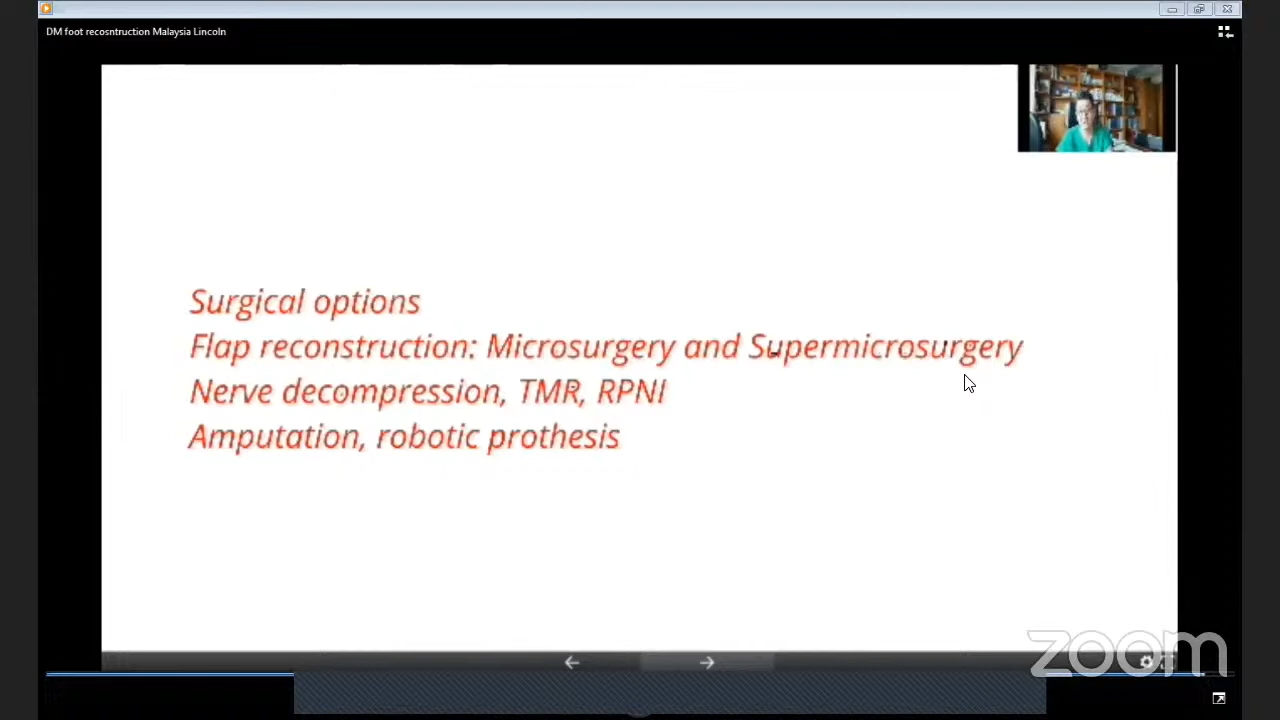 DM foot recosntruction Malaysia Lincoln
Surgical options
Flap reconstruction: Microsurgery and Supermicrosurgery
Nerve decompression, TMR, RPNI
Amputation, robotic prothesis
zoom